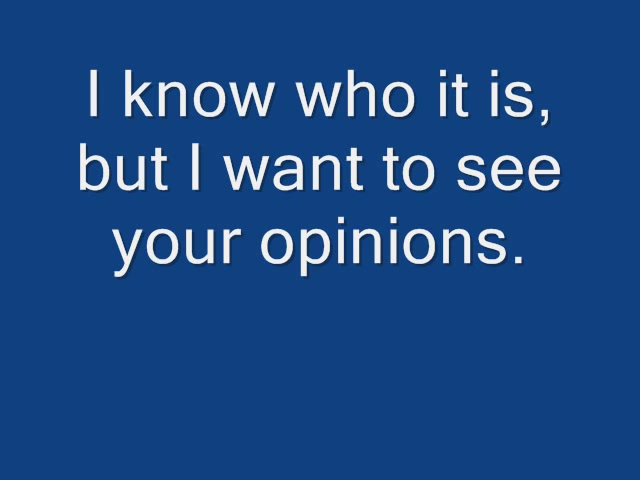 I know who it is,
but I want to see
your opinions.